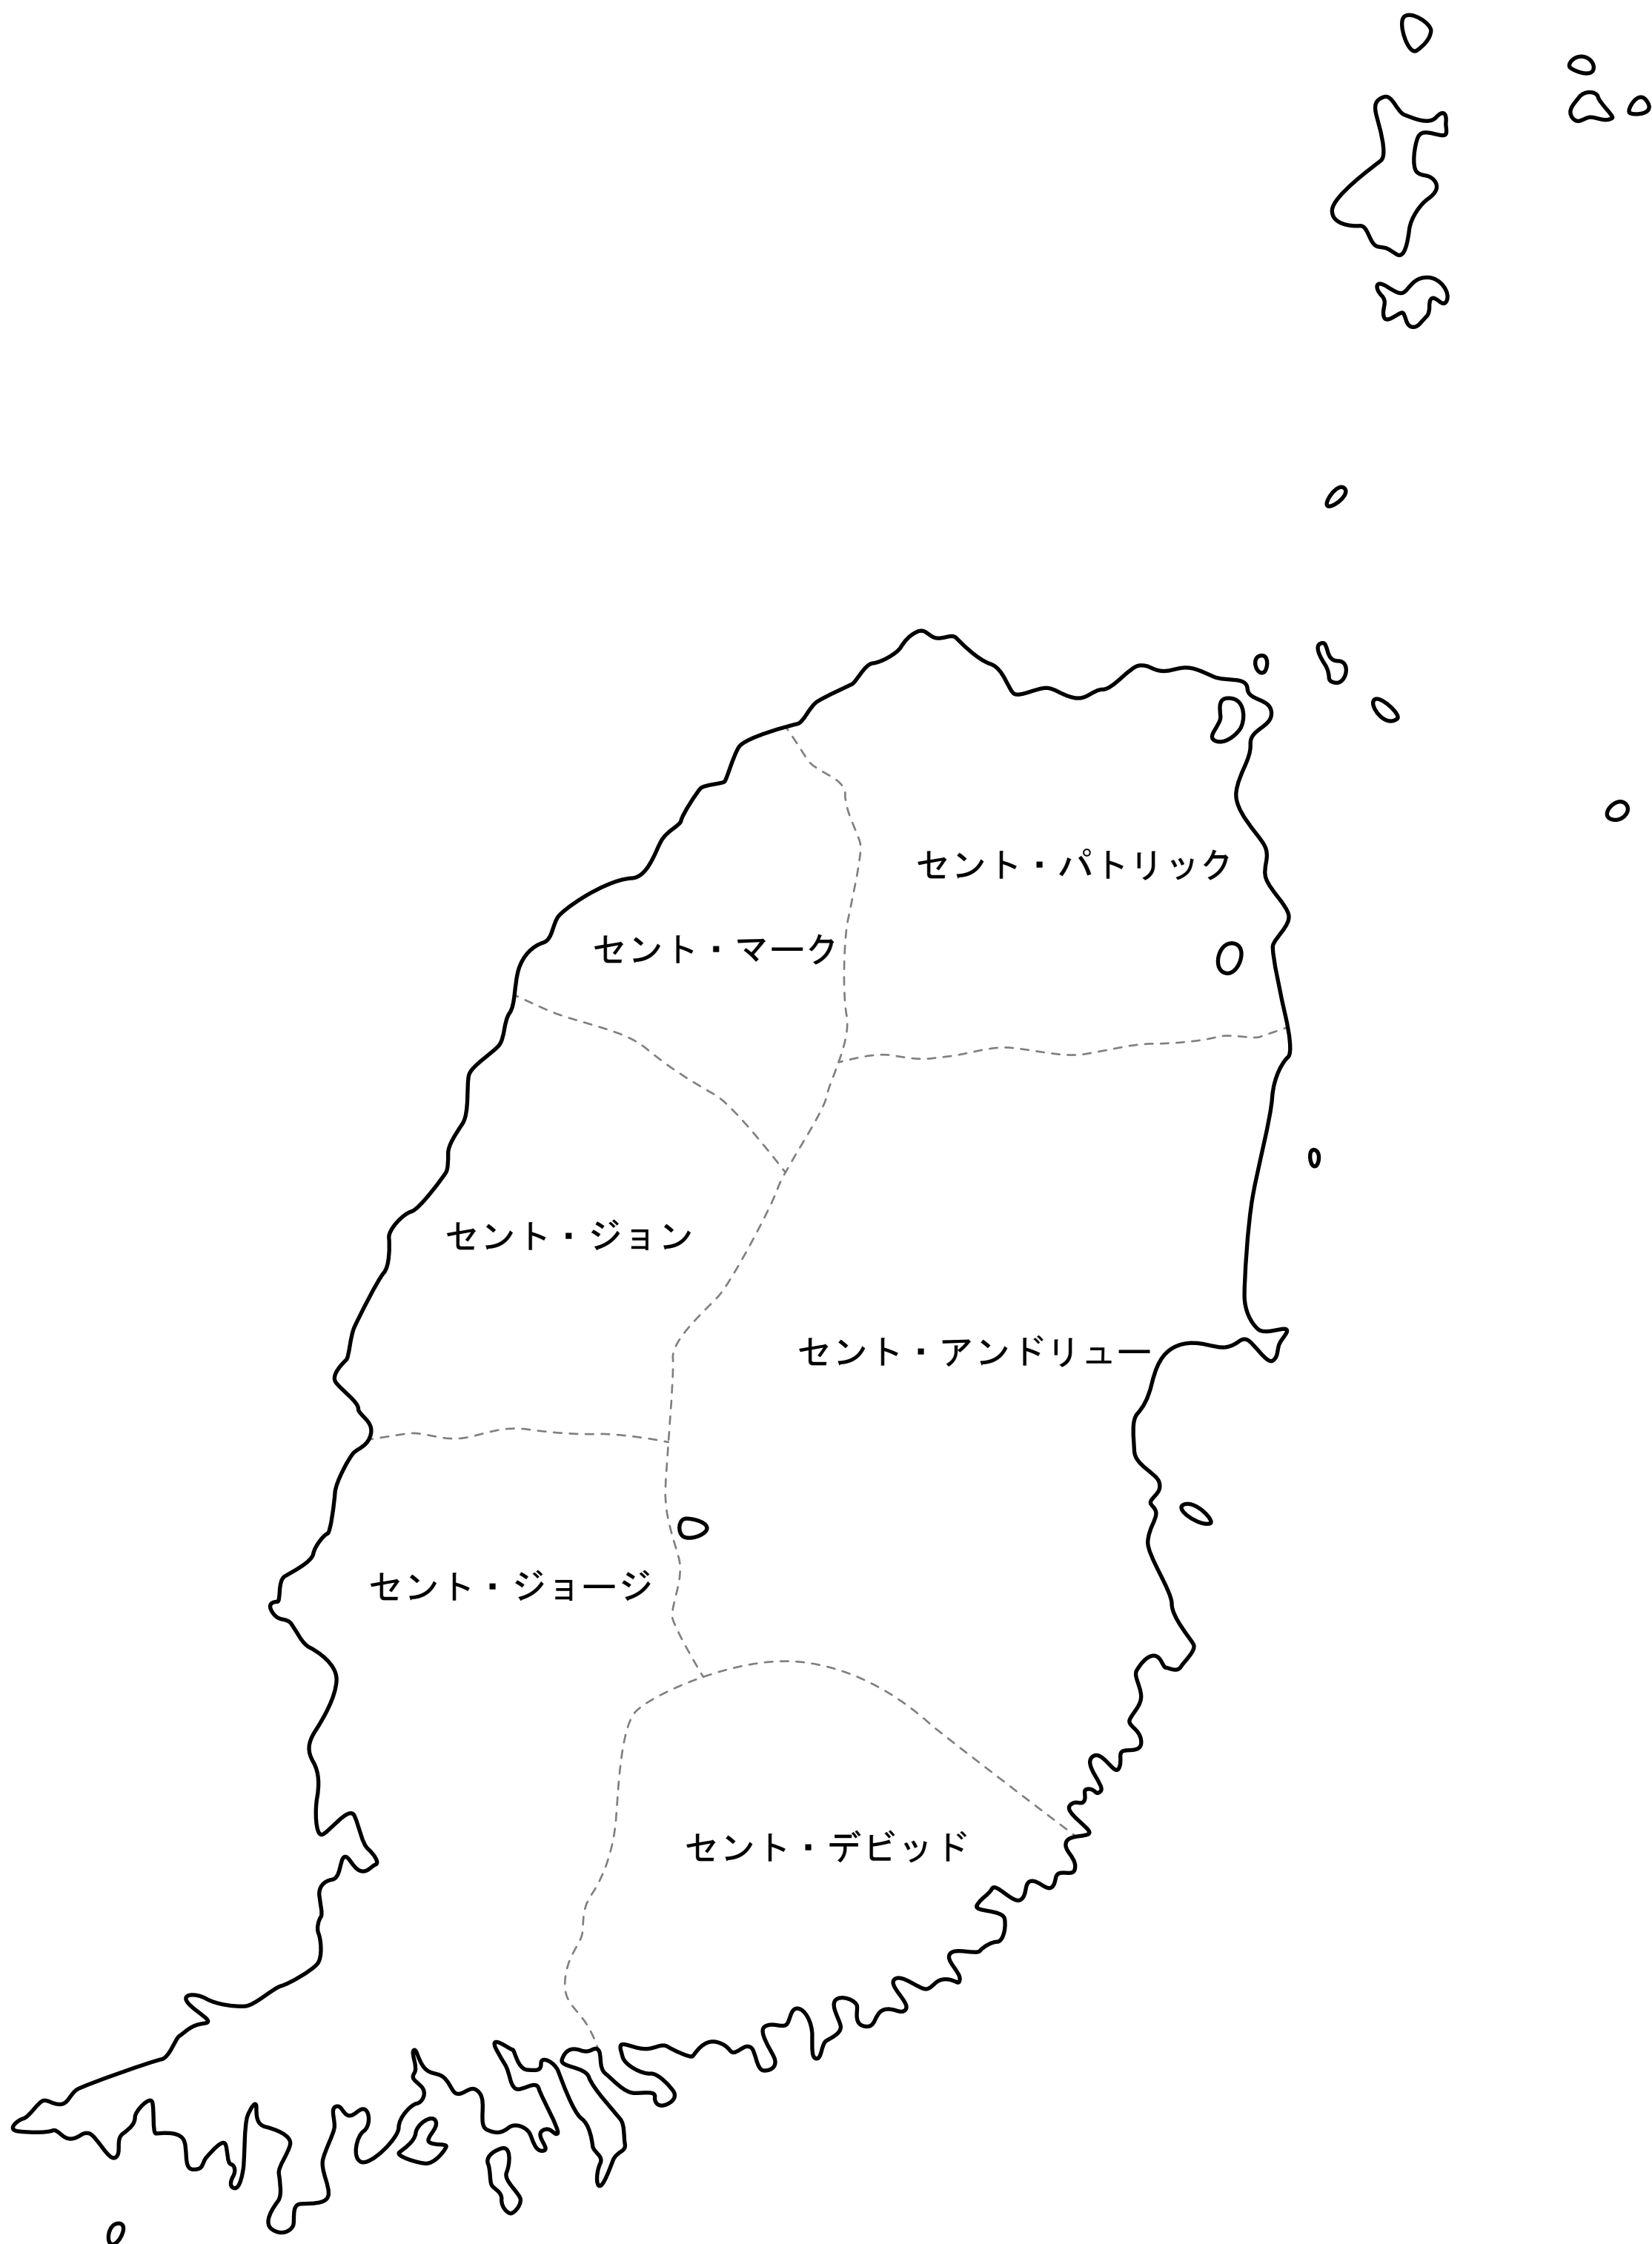 セント・パトリック
セント・マーク
セント・ジョン
セント・アンドリュー
セント・ジョージ
セント・デビッド